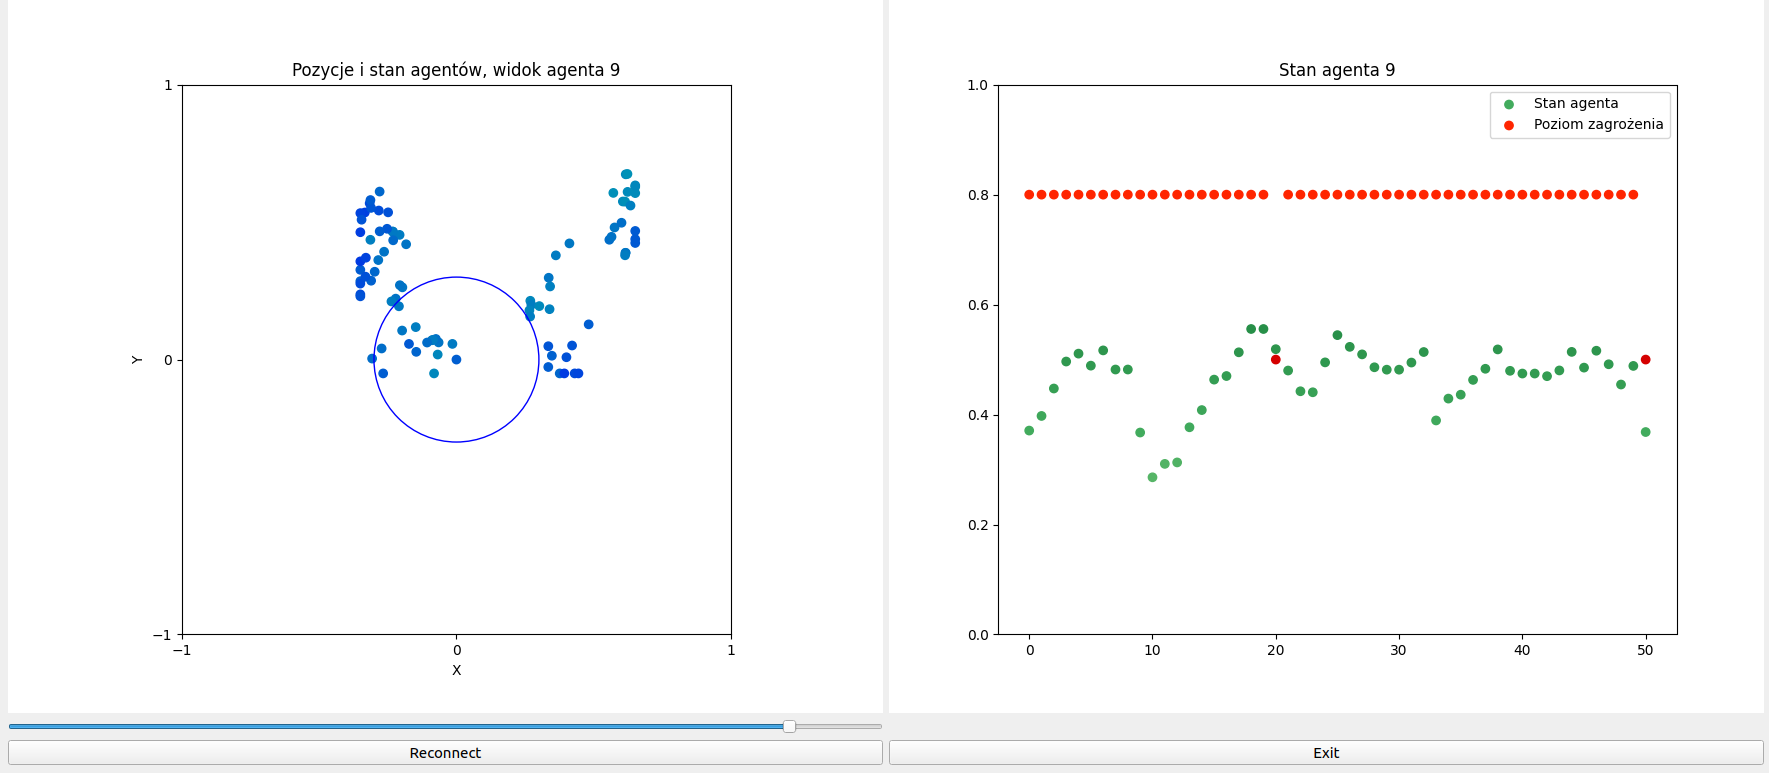 Pozycje i stan agentów, widok agenta 9
1
0
−1
Y
−1
0
1
X
Stan agenta 9
Stan agenta
Poziom zagrożenia
1.0
0.8
0.6
0.4
0.2
0.0
0
10
20
30
40
50
Reconnect
Exit